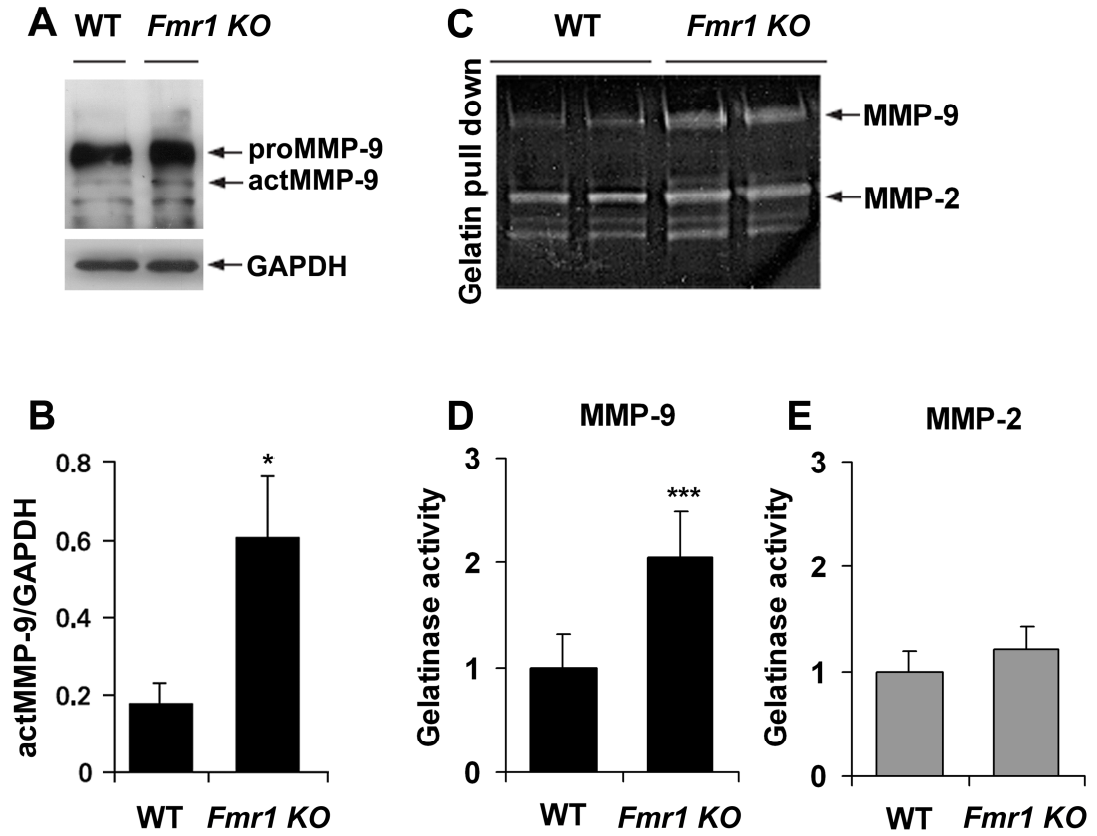 A WT Fmr1 KO
proMMP-9
actMMP-9
GAPDH
C WT Fmr1 KO
Gelatin pull down
MMP-9
MMP-2
B
actMMP-9/GAPDH
0.8
0.6
0.4
0.2
0
*
WT Fmr1 KO
D MMP-9
Gelatinase activity
3
2
1
0
***
WT Fmr1 KO
E MMP-2
Gelatinase activity
3
2
1
0
WT Fmr1 KO